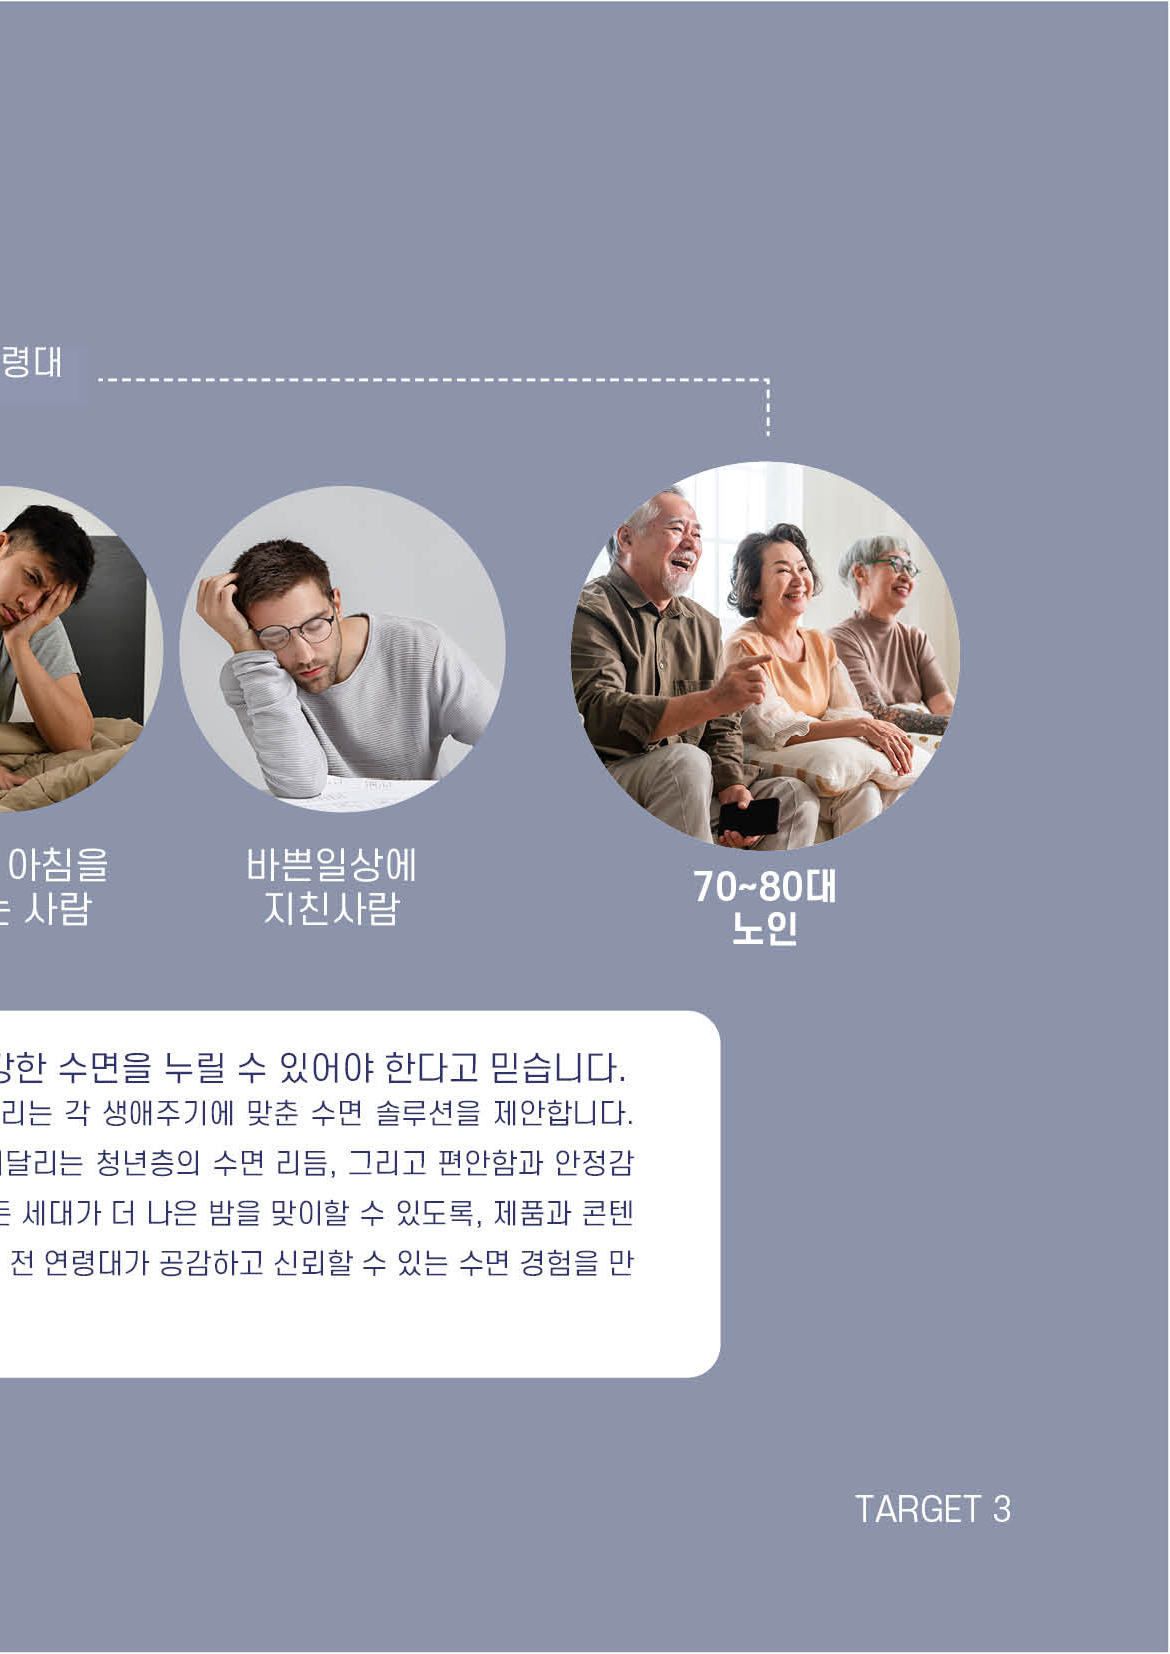 령대
아침을
는 사람
바쁜일상에
지친사람
70~80대
노인
강한 수면을 누릴 수 있어야 한다고 믿습니다.
리는 각 생애주기에 맞춘 수면 솔루션을 제안합니다.
달리는 청년층의 수면 리듬, 그리고 편안함과 안정감
세대가 더 나은 밤을 맞이할 수 있도록, 제품과 콘텐
전 연령대가 공감하고 신뢰할 수 있는 수면 경험을 만
TARGET 3